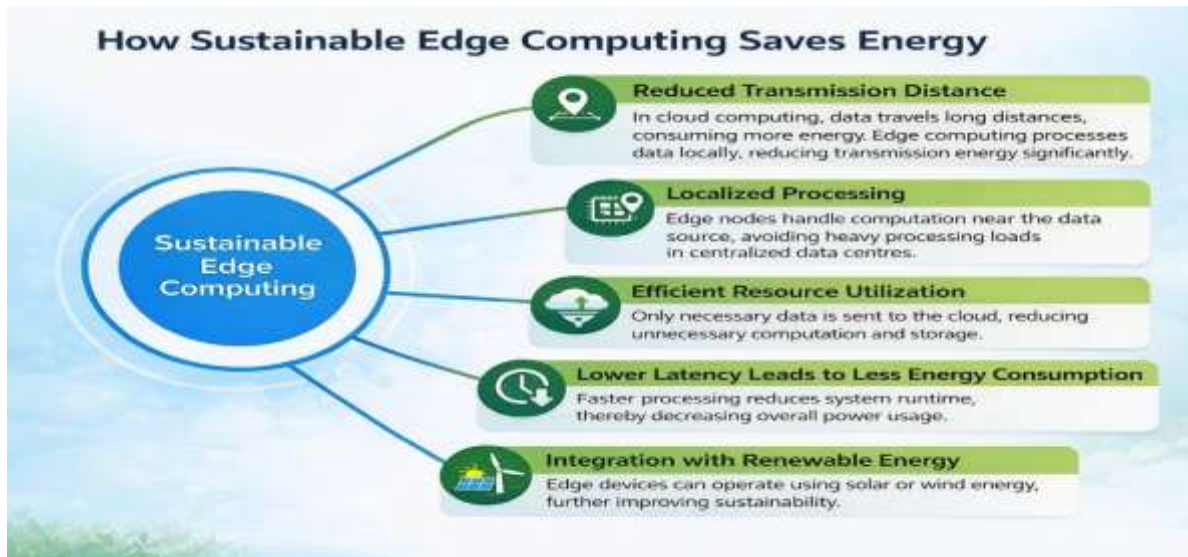 How Sustainable Edge Computing Saves Energy
Sustainable
Edge
Computing
Reduced Transmission Distance
In cloud computing, data travels long distances,
consuming more energy. Edge computing processes
data locally, reducing transmission energy significantly.
Localized Processing
Edge nodes handle computation near the data
source, avoiding heavy processing loads
in centralized data centres.
Efficient Resource Utilization
Only necessary data is sent to the cloud, reducing
unnecessary computation and storage.
Lower Latency Leads to Less Energy Consumption
Faster processing reduces system runtime,
thereby decreasing overall power usage.
Integration with Renewable Energy
Edge devices can operate using solar or wind energy,
further improving sustainability.